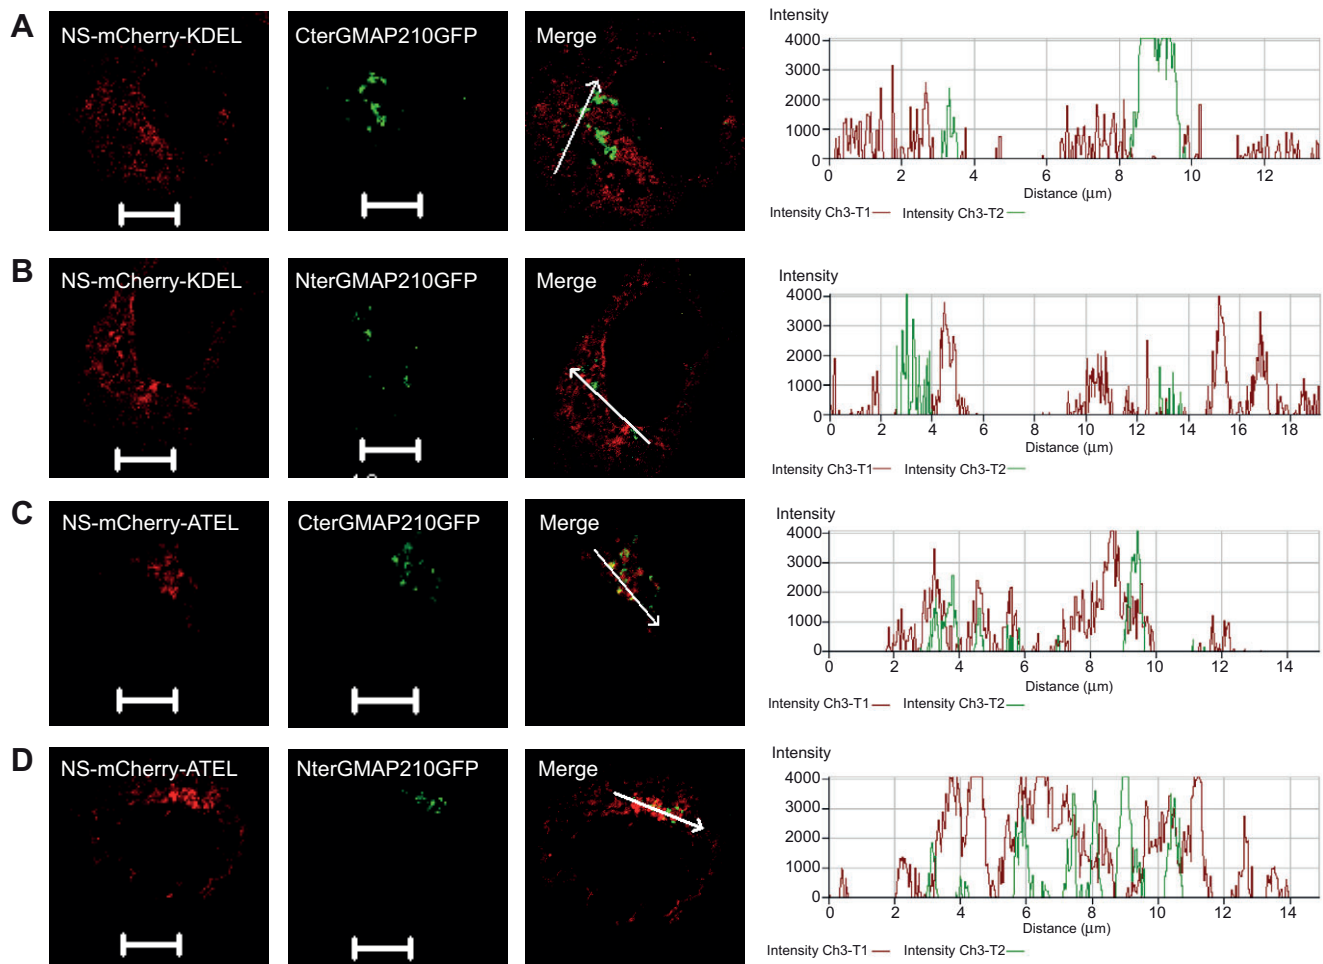 A
NS-mCherry-KDEL
CterGMAP210GFP
Merge
Intensity
4000
3000
2000
1000
0
0 2 4 6 8 10 12
Distance (μm)
Intensity Ch3-T1 Intensity Ch3-T2
B
NS-mCherry-KDEL
NterGMAP210GFP
Merge
Intensity
4000
3000
2000
1000
0
0 2 4 6 8 10 12 14 16 18
Distance (μm)
Intensity Ch3-T1 Intensity Ch3-T2
C
NS-mCherry-ATEL
CterGMAP210GFP
Merge
Intensity
4000
3000
2000
1000
0
0 2 4 6 8 10 12 14
Distance (μm)
Intensity Ch3-T1 Intensity Ch3-T2
D
NS-mCherry-ATEL
NterGMAP210GFP
Merge
Intensity
4000
3000
2000
1000
0
0 2 4 6 8 10 12 14
Distance (μm)
Intensity Ch3-T1 Intensity Ch3-T2